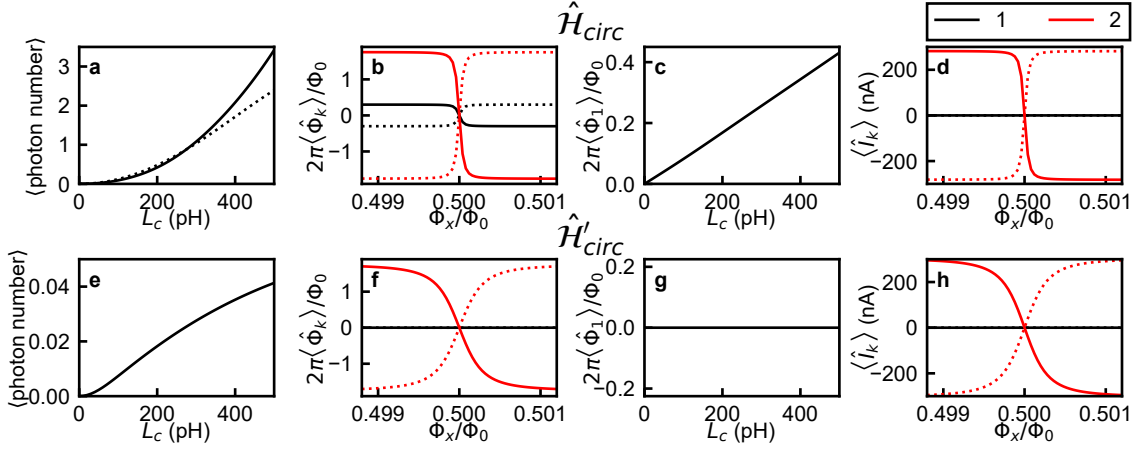 Ĥ_circ
1 2
a
⟨photon number⟩
0 1 2 3
0 200 400
L_c (pH)
b
2π⟨Φ̂_k⟩/Φ_0
−1 0 1
0.499 0.500 0.501
Φ_x/Φ_0
c
2π⟨Φ̂_1⟩/Φ_0
0.0 0.2 0.4
0 200 400
L_c (pH)
d
⟨Î_k⟩ (nA)
−200 0 200
0.499 0.500 0.501
Φ_x/Φ_0
Ĥ′_circ
e
⟨photon number⟩
0.00 0.02 0.04
0 200 400
L_c (pH)
f
2π⟨Φ̂_k⟩/Φ_0
−1 0 1
0.499 0.500 0.501
Φ_x/Φ_0
g
2π⟨Φ̂_1⟩/Φ_0
−0.2 0.0 0.2
0 200 400
L_c (pH)
h
⟨Î_k⟩ (nA)
−200 0 200
0.499 0.500 0.501
Φ_x/Φ_0